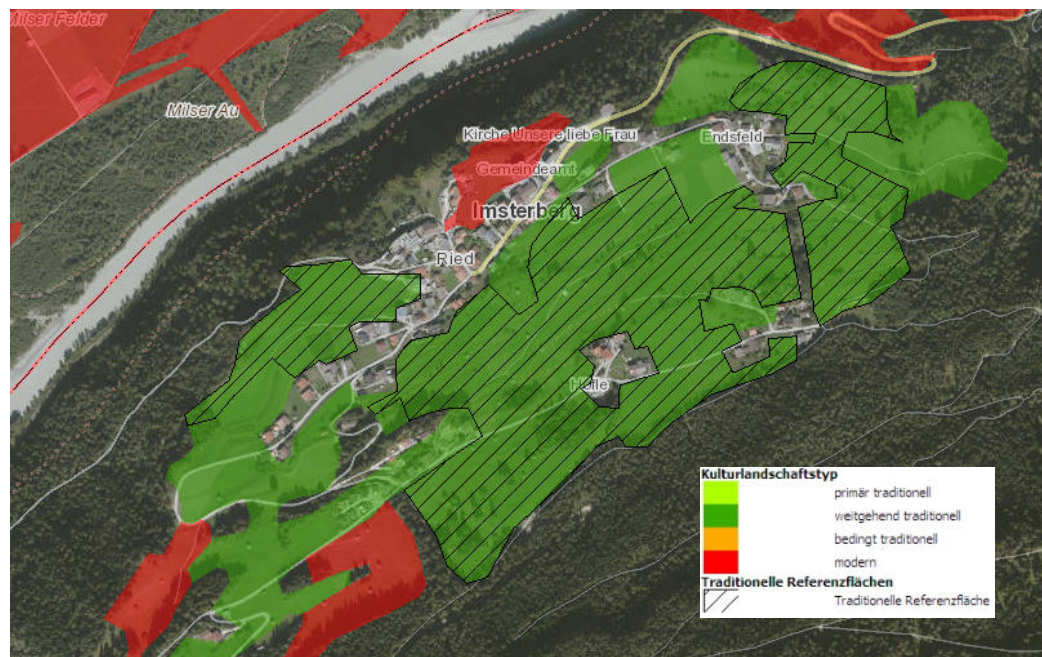 Milser Felder
Milser Au
Kirche Unsere liebe Frau
Endsfeld
Gemeindeamt
Imsterberg
Ried
Höfle
Kulturlandschaftstyp
primär traditionell
weitgehend traditionell
bedingt traditionell
modern
Traditionelle Referenzflächen
Traditionelle Referenzfläche